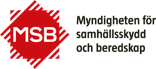 MSB
Myndigheten för
samhällsskydd
och beredskap